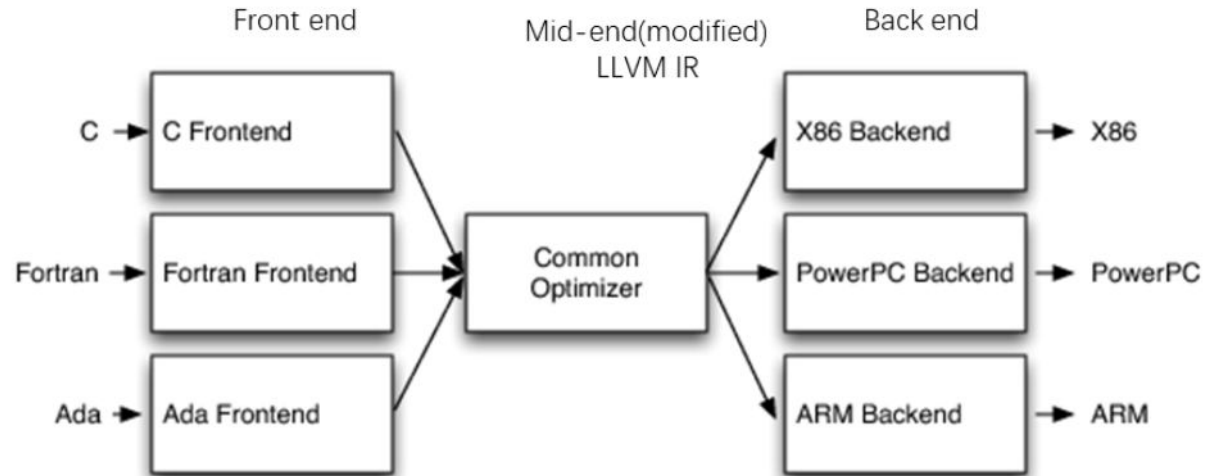 Front end
Mid-end(modified)
LLVM IR
Back end
C
C Frontend
X86 Backend
X86
Fortran
Fortran Frontend
Common
Optimizer
PowerPC Backend
PowerPC
Ada
Ada Frontend
ARM Backend
ARM